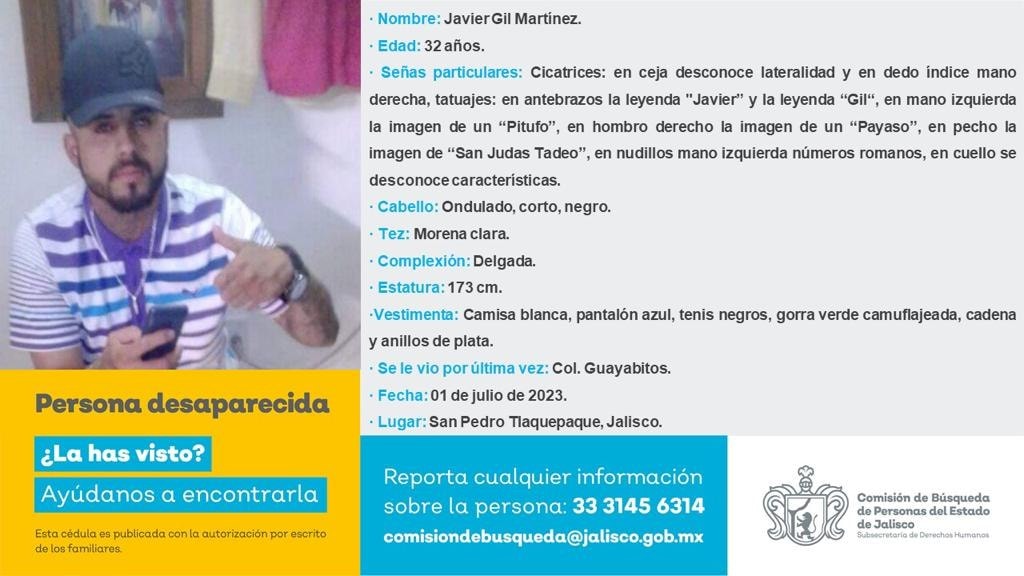 · Nombre: Javier Gil Martínez.
· Edad: 32 años.
· Señas particulares: Cicatrices: en ceja desconoce lateralidad y en dedo índice mano
derecha, tatuajes: en antebrazos la leyenda "Javier” y la leyenda “Gil“, en mano izquierda
la imagen de un “Pitufo”, en hombro derecho la imagen de un “Payaso”, en pecho la
imagen de “San Judas Tadeo”, en nudillos mano izquierda números romanos, en cuello se
desconoce características.
· Cabello: Ondulado, corto, negro.
· Tez: Morena clara.
· Complexión: Delgada.
· Estatura: 173 cm.
·Vestimenta: Camisa blanca, pantalón azul, tenis negros, gorra verde camuflajeada, cadena
y anillos de plata.
· Se le vio por última vez: Col. Guayabitos.
· Fecha: 01 de julio de 2023.
· Lugar: San Pedro Tlaquepaque, Jalisco.
Persona desaparecida
¿La has visto?
Ayúdanos a encontrarla
Esta cédula es publicada con la autorización por escrito
de los familiares.
Reporta cualquier información
sobre la persona: 33 3145 6314
comisiondebusqueda@jalisco.gob.mx
Comisión de Búsqueda
de Personas del Estado
de Jalisco
Subsecretaría de Derechos Humanos